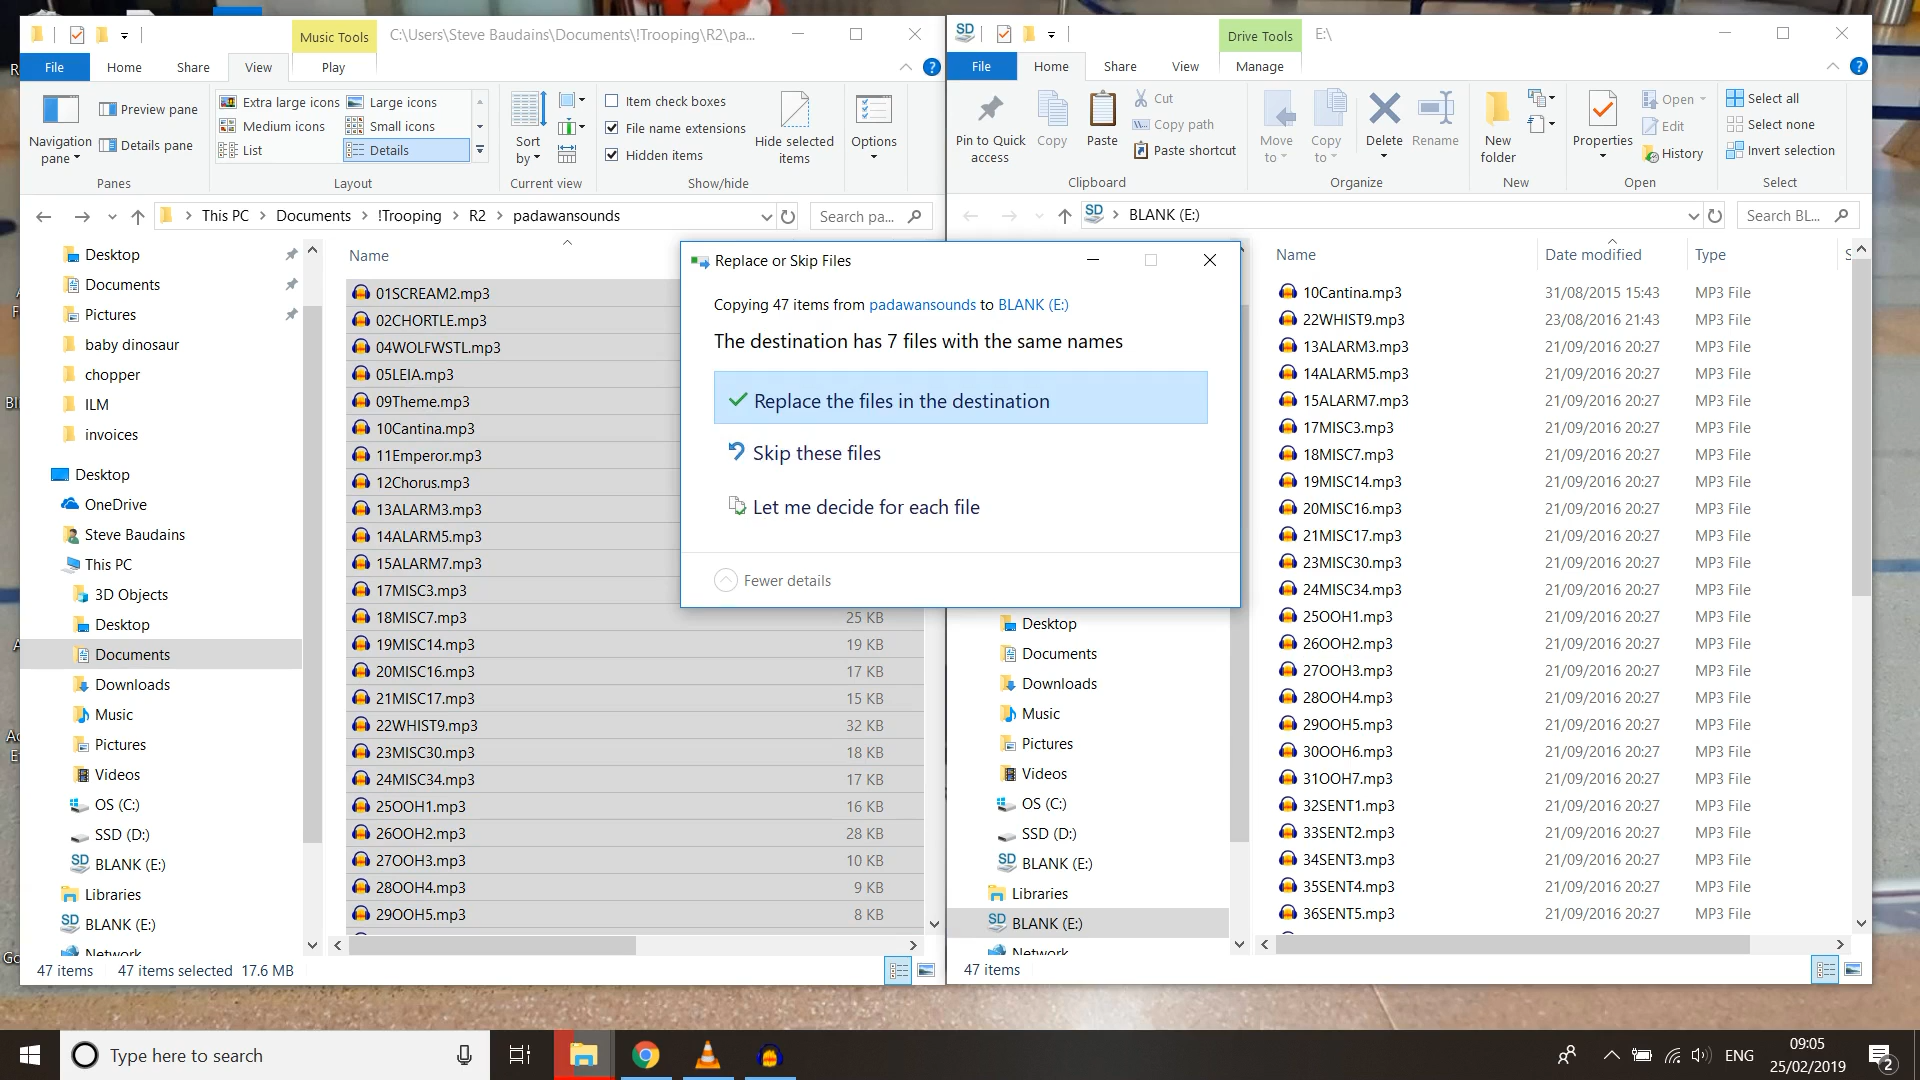 Music Tools
C:\Users\Steve Baudains\Documents\!Trooping\R2\pa...
File
Home
Share
View
Play
Navigation pane
Preview pane
Details pane
Panes
Extra large icons
Large icons
Medium icons
Small icons
List
Details
Layout
Sort by
Current view
Item check boxes
File name extensions
Hidden items
Hide selected items
Show/hide
Options
This PC
Documents
!Trooping
R2
padawansounds
Search pa...
Desktop
Documents
Pictures
baby dinosaur
chopper
ILM
invoices
Desktop
OneDrive
Steve Baudains
This PC
3D Objects
Desktop
Documents
Downloads
Music
Pictures
Videos
OS (C:)
SSD (D:)
BLANK (E:)
Libraries
BLANK (E:)
Network
Name
01SCREAM2.mp3
02CHORTLE.mp3
04WOLFWSTL.mp3
05LEIA.mp3
09Theme.mp3
10Cantina.mp3
11Emperor.mp3
12Chorus.mp3
13ALARM3.mp3
14ALARM5.mp3
15ALARM7.mp3
17MISC3.mp3
18MISC7.mp3 25 KB
19MISC14.mp3 19 KB
20MISC16.mp3 17 KB
21MISC17.mp3 15 KB
22WHIST9.mp3 32 KB
23MISC30.mp3 18 KB
24MISC34.mp3 17 KB
25OOH1.mp3 16 KB
26OOH2.mp3 28 KB
27OOH3.mp3 10 KB
28OOH4.mp3 9 KB
29OOH5.mp3 8 KB
47 items 47 items selected 17.6 MB
Replace or Skip Files
Copying 47 items from padawansounds to BLANK (E:)
The destination has 7 files with the same names
Replace the files in the destination
Skip these files
Let me decide for each file
Fewer details
SD
Drive Tools
E:\
File
Home
Share
View
Manage
Pin to Quick access
Copy
Paste
Cut
Copy path
Paste shortcut
Clipboard
Move to
Copy to
Delete
Rename
Organize
New folder
New
Properties
Open
Edit
History
Open
Select all
Select none
Invert selection
Select
BLANK (E:)
Search BL...
Desktop
Documents
Downloads
Music
Pictures
Videos
OS (C:)
SSD (D:)
BLANK (E:)
Libraries
BLANK (E:)
Network
Name Date modified Type S
10Cantina.mp3 31/08/2015 15:43 MP3 File
22WHIST9.mp3 23/08/2016 21:43 MP3 File
13ALARM3.mp3 21/09/2016 20:27 MP3 File
14ALARM5.mp3 21/09/2016 20:27 MP3 File
15ALARM7.mp3 21/09/2016 20:27 MP3 File
17MISC3.mp3 21/09/2016 20:27 MP3 File
18MISC7.mp3 21/09/2016 20:27 MP3 File
19MISC14.mp3 21/09/2016 20:27 MP3 File
20MISC16.mp3 21/09/2016 20:27 MP3 File
21MISC17.mp3 21/09/2016 20:27 MP3 File
23MISC30.mp3 21/09/2016 20:27 MP3 File
24MISC34.mp3 21/09/2016 20:27 MP3 File
25OOH1.mp3 21/09/2016 20:27 MP3 File
26OOH2.mp3 21/09/2016 20:27 MP3 File
27OOH3.mp3 21/09/2016 20:27 MP3 File
28OOH4.mp3 21/09/2016 20:27 MP3 File
29OOH5.mp3 21/09/2016 20:27 MP3 File
30OOH6.mp3 21/09/2016 20:27 MP3 File
31OOH7.mp3 21/09/2016 20:27 MP3 File
32SENT1.mp3 21/09/2016 20:27 MP3 File
33SENT2.mp3 21/09/2016 20:27 MP3 File
34SENT3.mp3 21/09/2016 20:27 MP3 File
35SENT4.mp3 21/09/2016 20:27 MP3 File
36SENT5.mp3 21/09/2016 20:27 MP3 File
47 items
Type here to search
ENG
09:05
25/02/2019
2